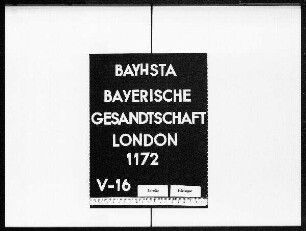 BAYHSTA
BAYERISCHE
GESANDTSCHAFT
LONDON
1172
V-16